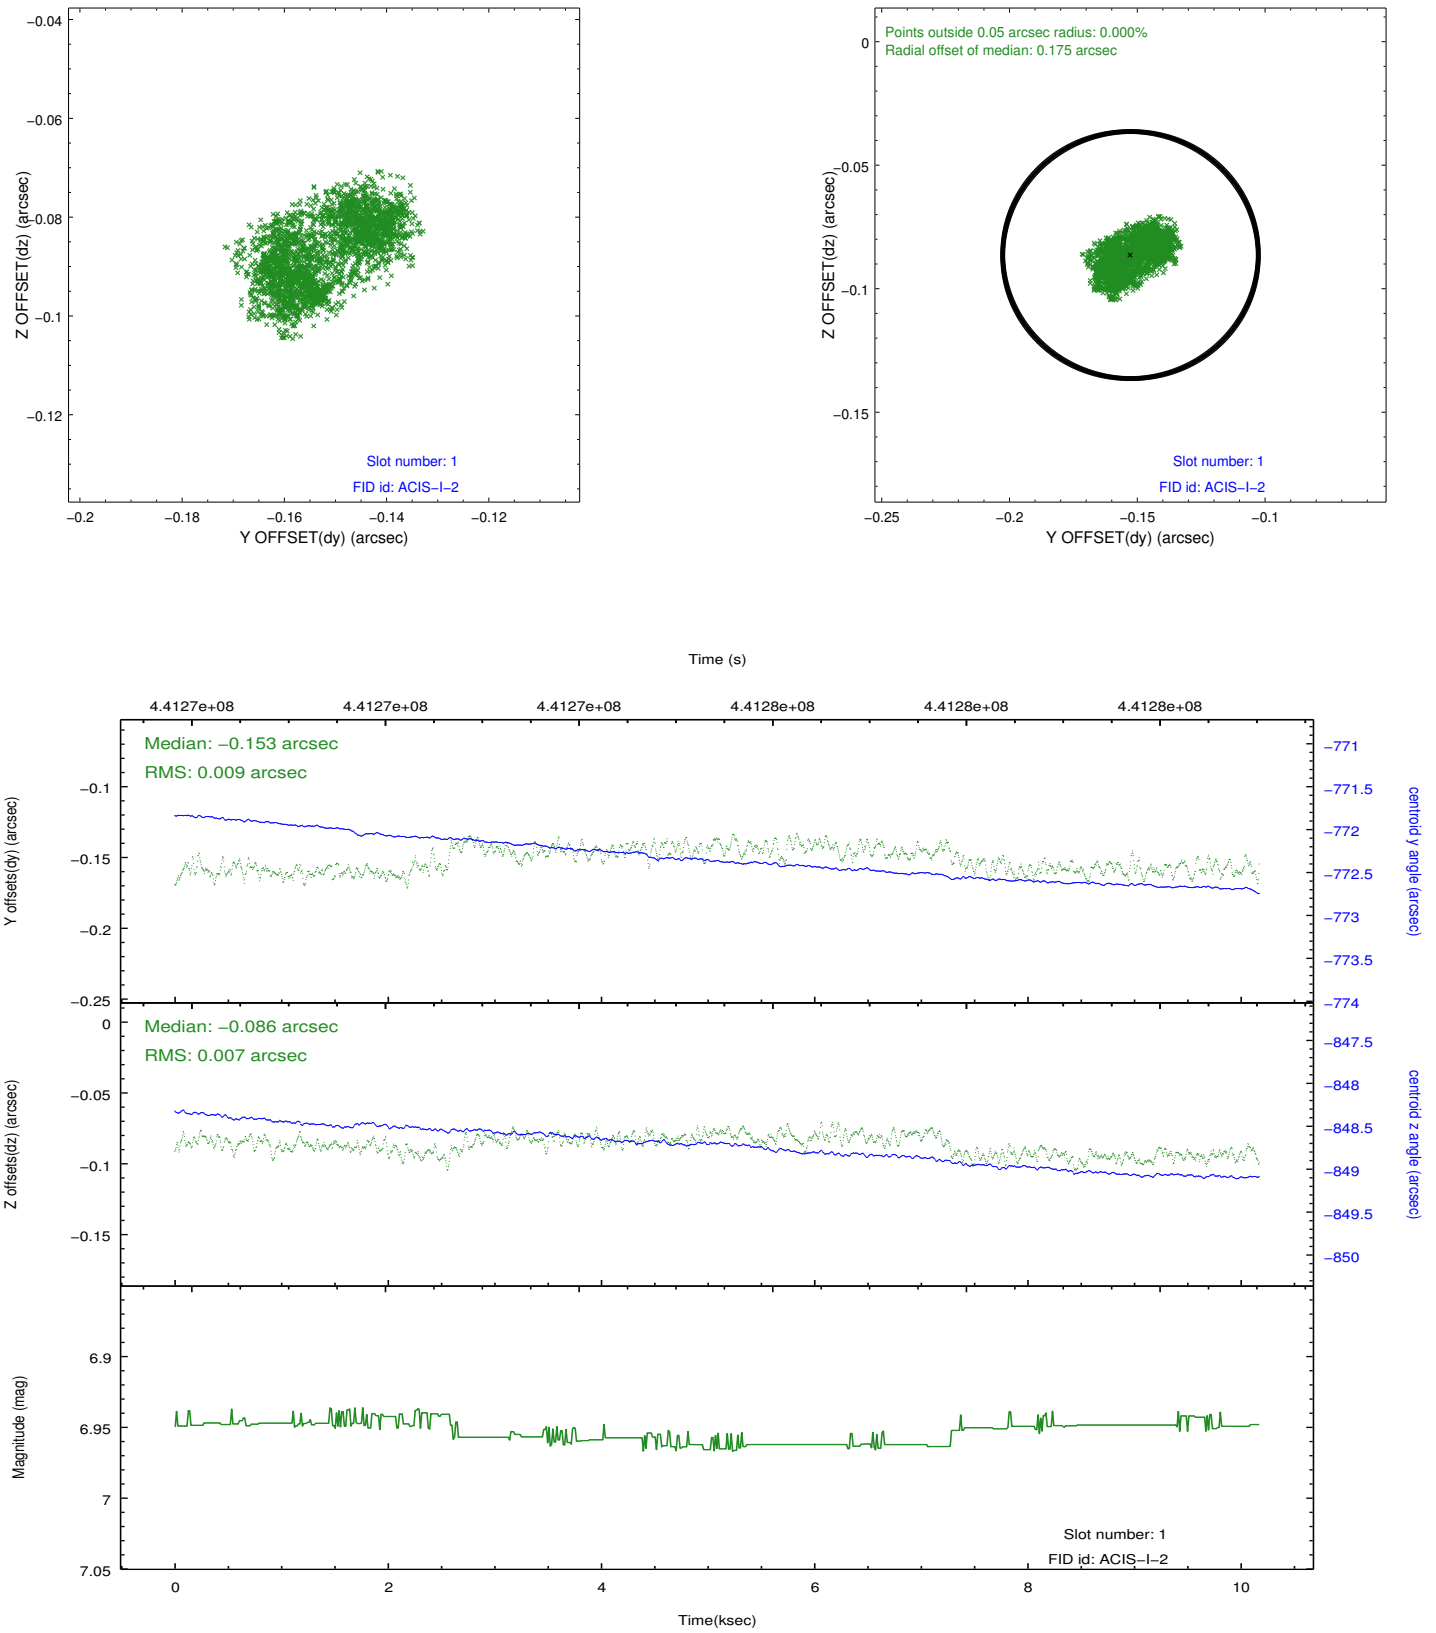 −0.04
−0.06
−0.08
−0.1
−0.12
Z OFFSET(dz) (arcsec)
Slot number: 1
FID id: ACIS−I−2
−0.2
−0.18
−0.16
−0.14
−0.12
Y OFFSET(dy) (arcsec)
Points outside 0.05 arcsec radius: 0.000%
Radial offset of median: 0.175 arcsec
0
−0.05
−0.1
−0.15
Z OFFSET(dz) (arcsec)
Slot number: 1
FID id: ACIS−I−2
−0.25
−0.2
−0.15
−0.1
Y OFFSET(dy) (arcsec)
Time (s)
4.4127e+08
4.4127e+08
4.4127e+08
4.4128e+08
4.4128e+08
4.4128e+08
Median: −0.153 arcsec
RMS: 0.009 arcsec
−0.1
−0.15
−0.2
−0.25
Y offsets(dy) (arcsec)
−771
−771.5
−772
−772.5
−773
−773.5
−774
centroid y angle (arcsec)
Median: −0.086 arcsec
RMS: 0.007 arcsec
0
−0.05
−0.1
−0.15
Z offsets(dz) (arcsec)
−847.5
−848
−848.5
−849
−849.5
−850
centroid z angle (arcsec)
6.9
6.95
7
7.05
Magnitude (mag)
Slot number: 1
FID id: ACIS−I−2
0
2
4
6
8
10
Time(ksec)